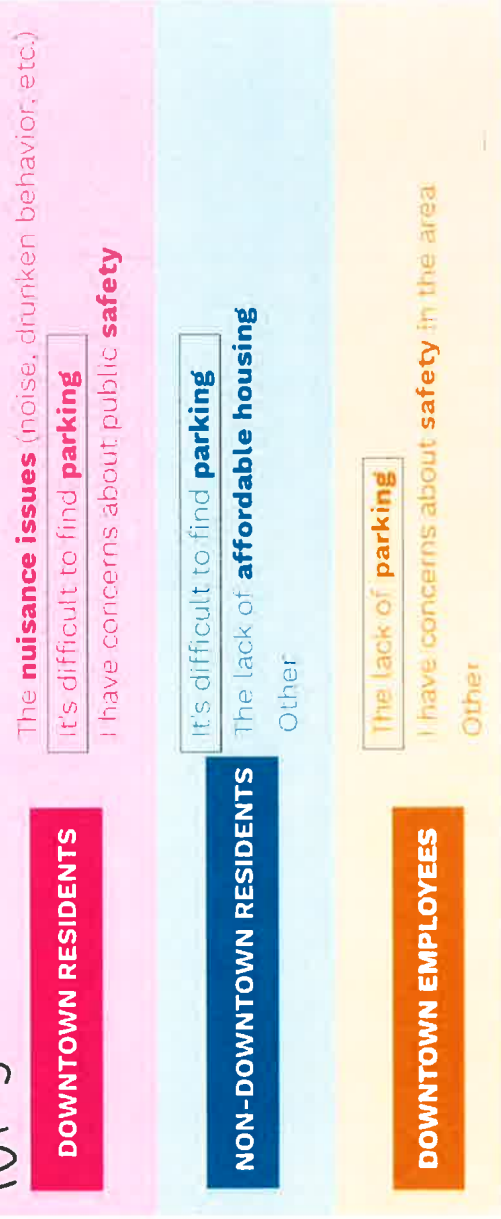 DOWNTOWN RESIDENTS
The nuisance issues (noise, drunken behavior, etc.)
It's difficult to find parking
I have concerns about public safety
NON-DOWNTOWN RESIDENTS
It's difficult to find parking
The lack of affordable housing
Other
DOWNTOWN EMPLOYEES
The lack of parking
I have concerns about safety in the area
Other